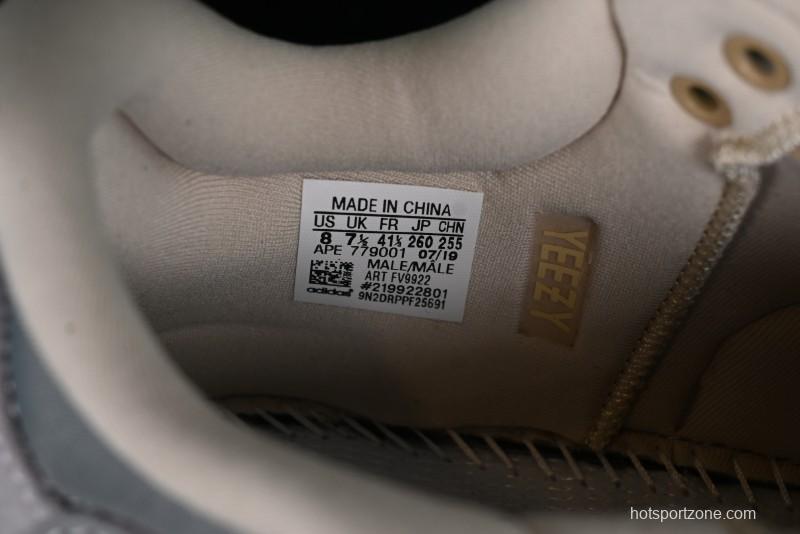 MADE IN CHINA
US UK FR JP CHN
8 7½ 41⅓ 260 255
APE 779001 07/19
MALE/MÂLE
ART FV9922
#219922801
adidas 9N2DRPPF25691
YEEZY
hotsportzone.com/